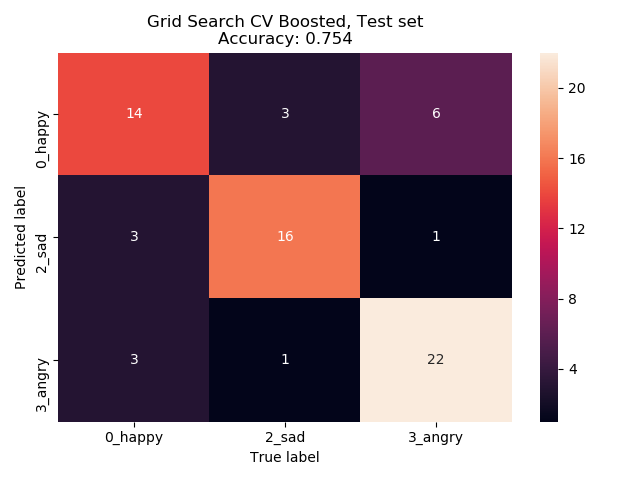 Grid Search CV Boosted, Test set
Accuracy: 0.754
Predicted label
0_happy
14
3
6
2_sad
3
16
1
3_angry
3
1
22
0_happy
2_sad
3_angry
True label
20
16
12
8
4